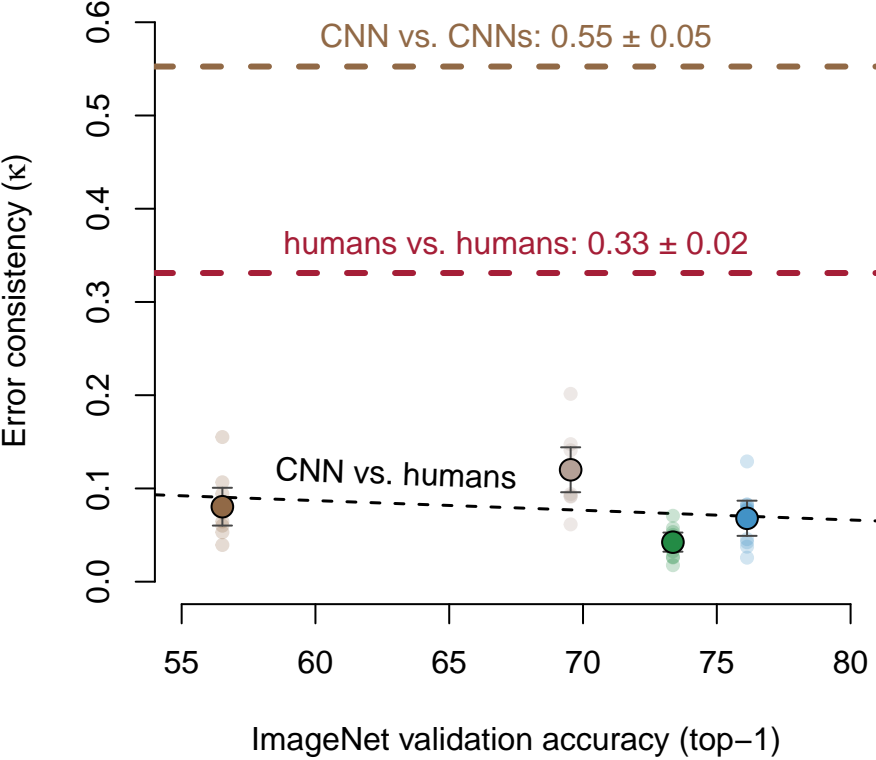 CNN vs. CNNs: 0.55 ± 0.05
humans vs. humans: 0.33 ± 0.02
CNN vs. humans
Error consistency (κ)
0.6
0.5
0.4
0.3
0.2
0.1
0.0
55 60 65 70 75 80
ImageNet validation accuracy (top−1)